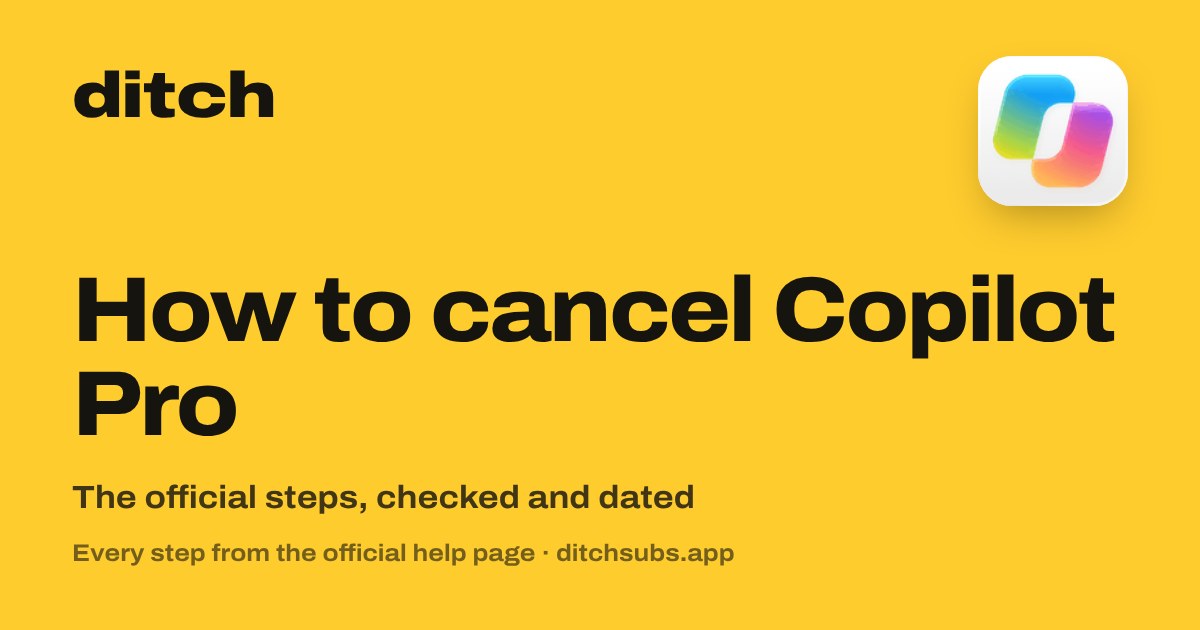 ditch
How to cancel Copilot
Pro
The official steps, checked and dated
Every step from the official help page · ditchsubs.app